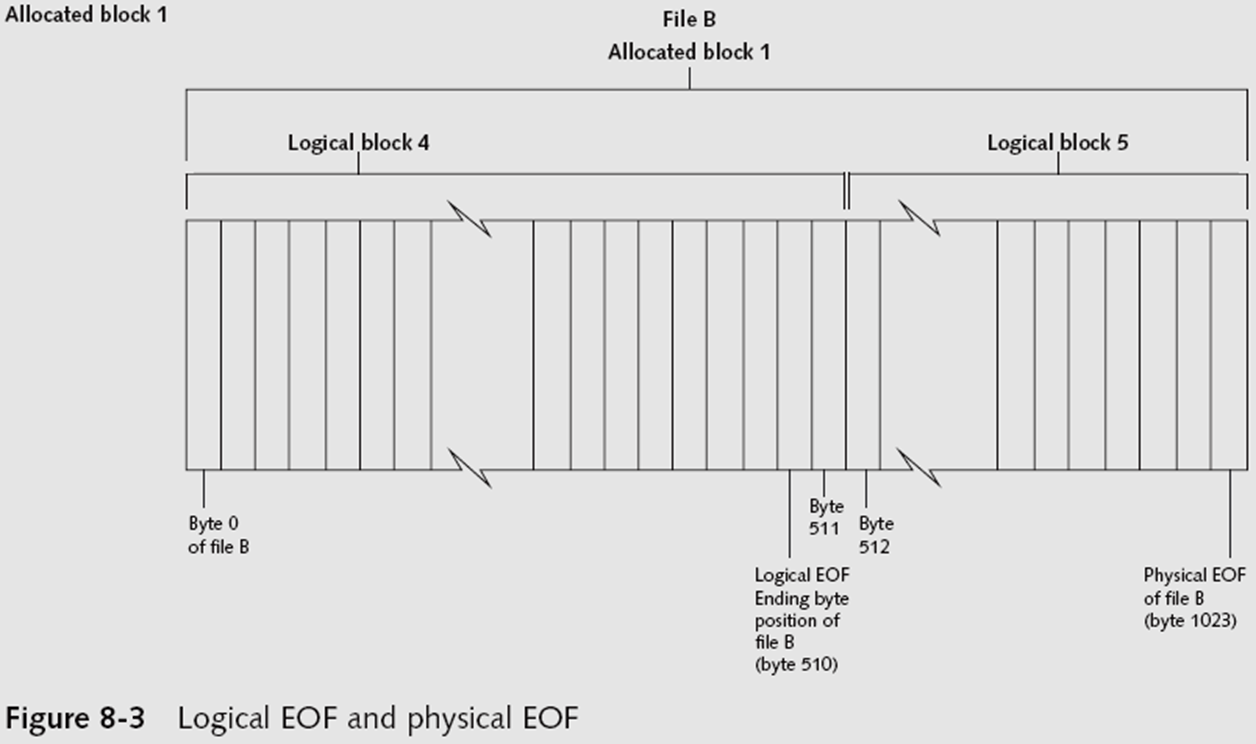 Allocated block 1
File B
Allocated block 1
Logical block 4
Logical block 5
Byte 0
of file B
Byte
511
Byte
512
Logical EOF
Ending byte
position of
file B
(byte 510)
Physical EOF
of file B
(byte 1023)
Figure 8-3 Logical EOF and physical EOF